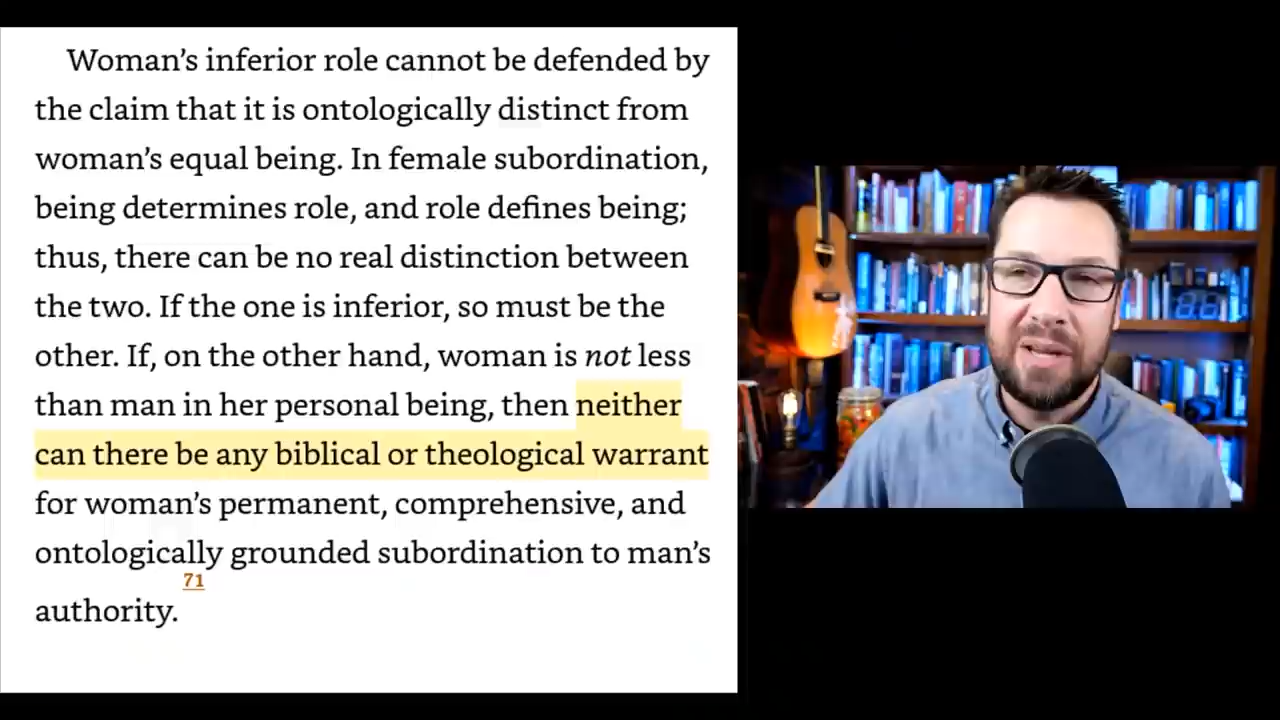 Woman’s inferior role cannot be defended by
the claim that it is ontologically distinct from
woman’s equal being. In female subordination,
being determines role, and role defines being;
thus, there can be no real distinction between
the two. If the one is inferior, so must be the
other. If, on the other hand, woman is not less
than man in her personal being, then neither
can there be any biblical or theological warrant
for woman’s permanent, comprehensive, and
ontologically grounded subordination to man’s
authority.71